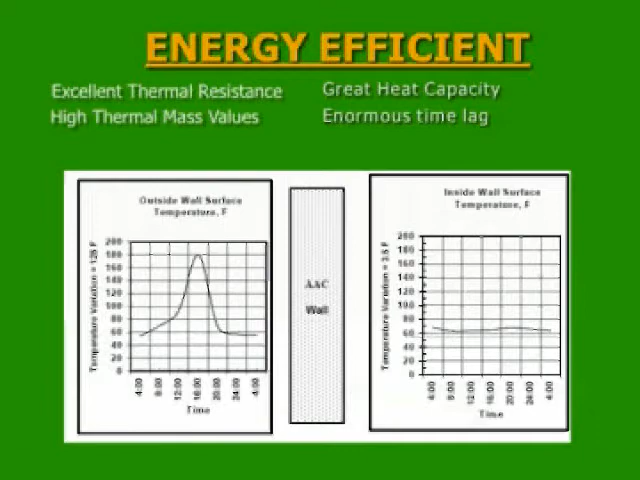 ENERGY EFFICIENT
Excellent Thermal Resistance
Great Heat Capacity
High Thermal Mass Values
Enormous time lag
Outside Wall Surface
Temperature, F
Temperature Variation = 126 F
200
180
160
140
120
100
80
60
40
20
0
4:00
8:00
12:00
16:00
20:00
24:00
4:00
Time
AAC
Wall
Inside Wall Surface
Temperature, F
Temperature Variation = 3.6 F
200
180
160
140
120
100
80
60
40
20
0
4:00
8:00
12:00
16:00
20:00
24:00
4:00
Time